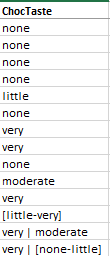 ChocTaste
none
none
none
none
little
none
very
very
none
moderate
very
[little-very]
very | moderate
very | [none-little]